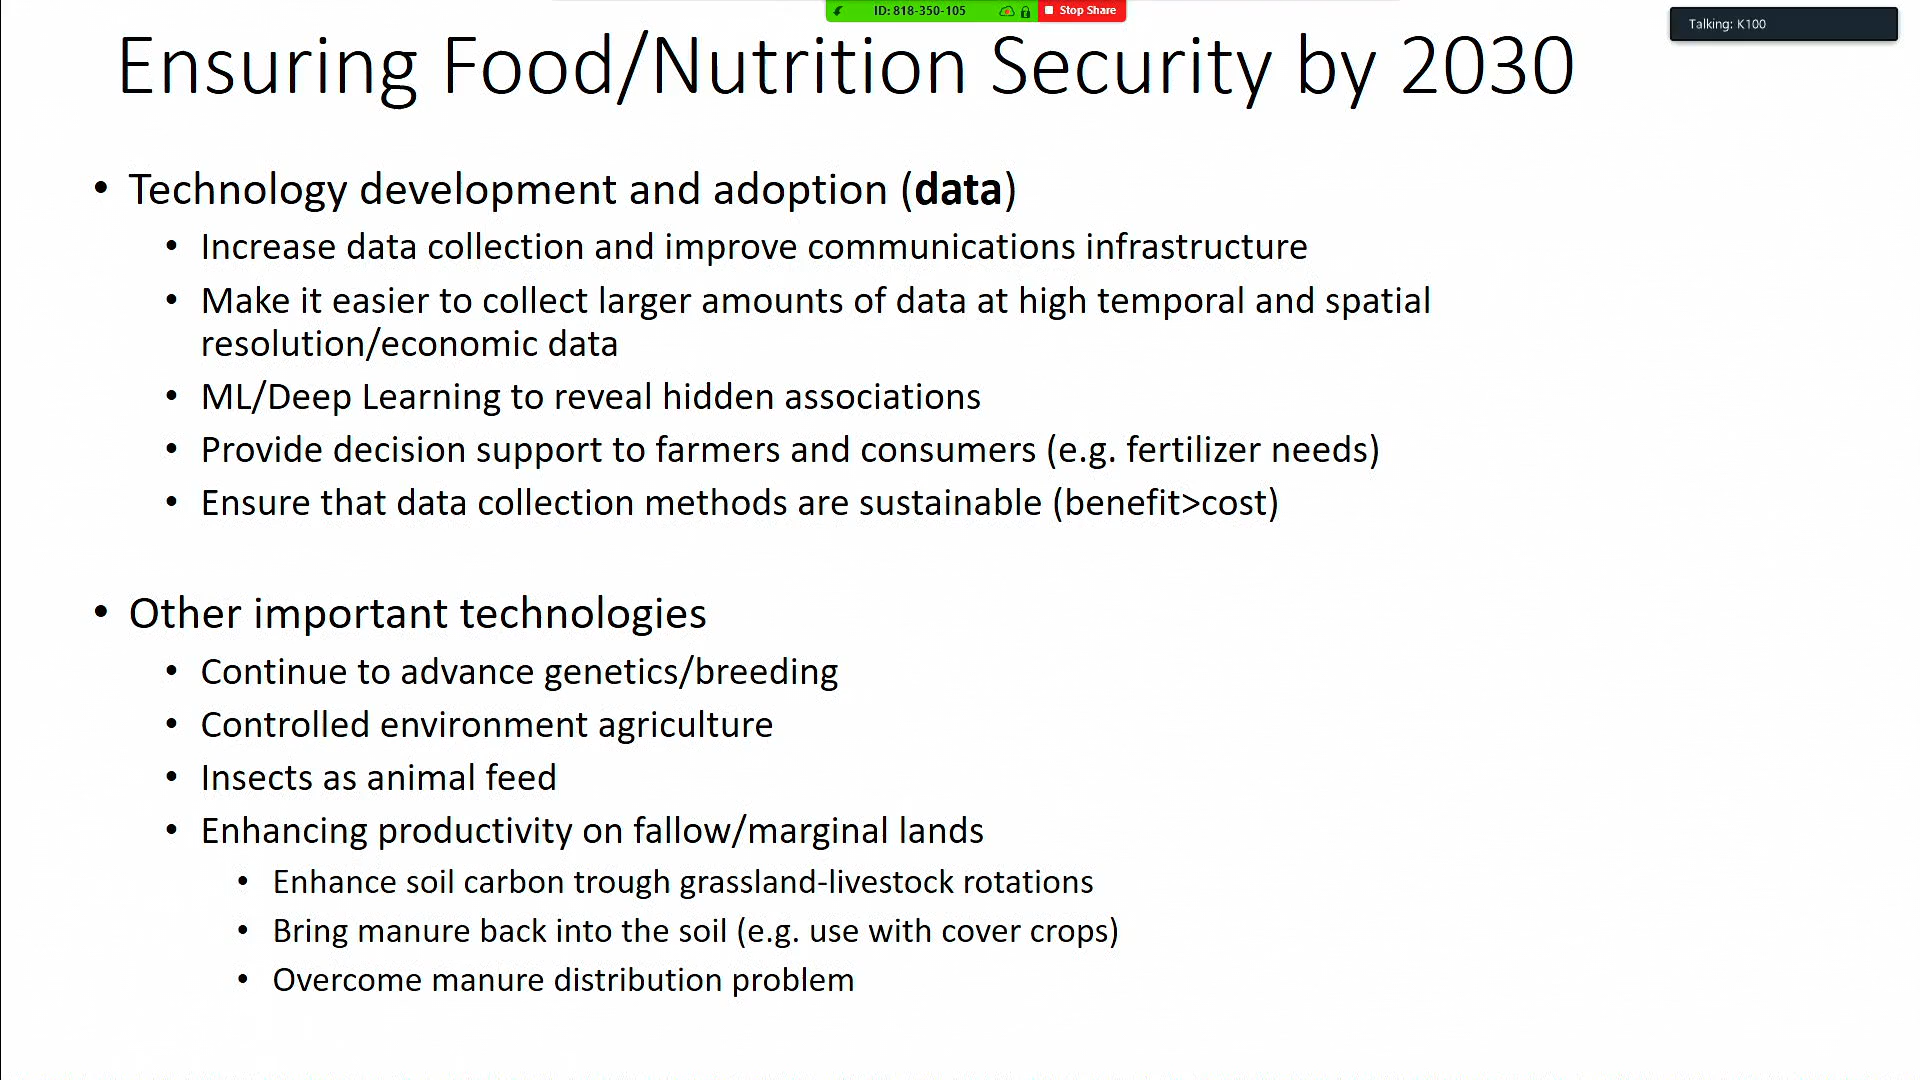 ID: 818-350-105
Stop Share
Talking: K100
Ensuring Food/Nutrition Security by 2030
• Technology development and adoption (data)
• Increase data collection and improve communications infrastructure
• Make it easier to collect larger amounts of data at high temporal and spatial
resolution/economic data
• ML/Deep Learning to reveal hidden associations
• Provide decision support to farmers and consumers (e.g. fertilizer needs)
• Ensure that data collection methods are sustainable (benefit>cost)
• Other important technologies
• Continue to advance genetics/breeding
• Controlled environment agriculture
• Insects as animal feed
• Enhancing productivity on fallow/marginal lands
• Enhance soil carbon trough grassland-livestock rotations
• Bring manure back into the soil (e.g. use with cover crops)
• Overcome manure distribution problem